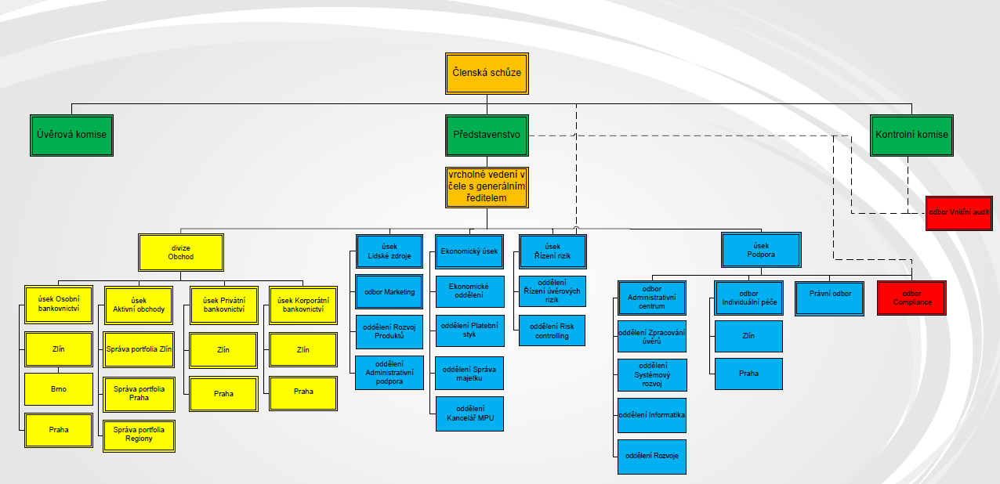 Členská schůze
Úvěrová komise
Představenstvo
Kontrolní komise
vrcholné vedení v
čele s generálním
ředitelem
odbor Vnitřní audit
divize
Obchod
úsek
Lidské zdroje
Ekonomický úsek
úsek
Řízení rizik
úsek
Podpora
úsek Osobní
bankovnictví
úsek
Aktivní obchody
úsek Privátní
bankovnictví
úsek Korporátní
bankovnictví
odbor Marketing
Ekonomické
oddělení
oddělení
Řízení úvěrových
rizik
odbor
Administrativní
centrum
odbor
Individuální péče
Právní odbor
odbor
Compliance
Zlín
Správa portfolia Zlín
Zlín
Zlín
oddělení Rozvoj
Produktů
oddělení Platební
styk
oddělení Risk
controlling
oddělení Zpracování
úvěrů
Zlín
Brno
Správa portfolia
Praha
Praha
Praha
oddělení
Administrativní
podpora
oddělení Správa
majetku
oddělení
Systémový
rozvoj
Praha
Praha
Správa portfolia
Regiony
oddělení
Kancelář MPU
oddělení Informatika
oddělení Rozvoje